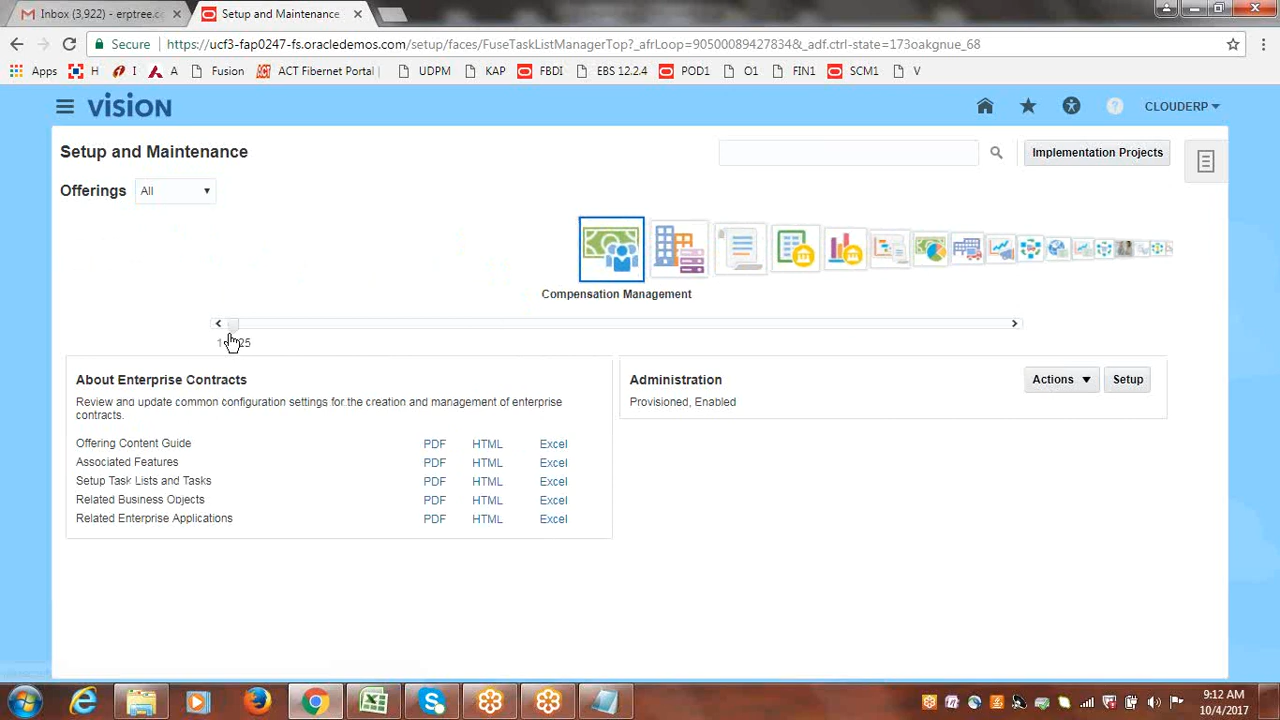 Inbox (3,922) - erptree.c
Setup and Maintenance
Secure
https://ucf3-fap0247-fs.oracledemos.com/setup/faces/FuseTaskListManagerTop?_afrLoop=90500089427834&_adf.ctrl-state=173oakgnue_68
Apps H I A Fusion ACT Fibernet Portal | UDPM KAP FBDI EBS 12.2.4 POD1 O1 FIN1 SCM1 V
VISION
CLOUDERP
Setup and Maintenance
Implementation Projects
Offerings All
Compensation Management
1 25
About Enterprise Contracts
Review and update common configuration settings for the creation and management of enterprise
contracts.
Offering Content Guide PDF HTML Excel
Associated Features PDF HTML Excel
Setup Task Lists and Tasks PDF HTML Excel
Related Business Objects PDF HTML Excel
Related Enterprise Applications PDF HTML Excel
Administration Actions Setup
Provisioned, Enabled
9:12 AM
10/4/2017